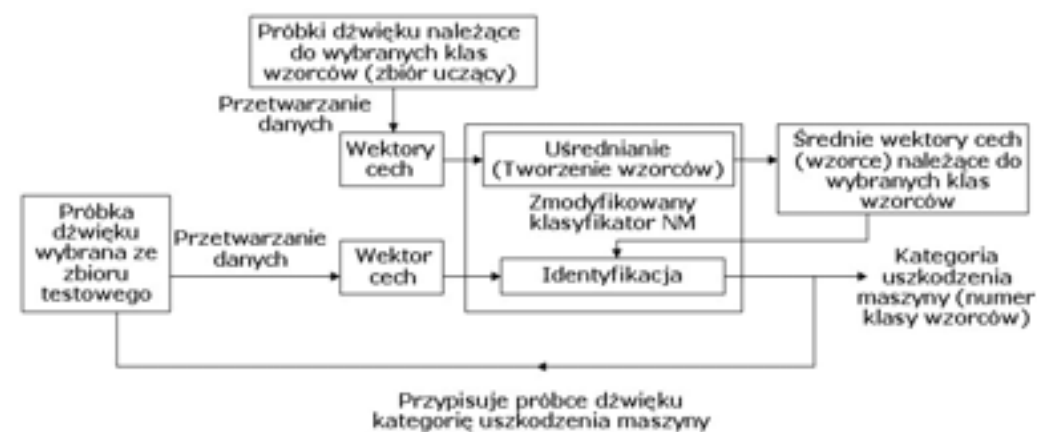 Próbki dźwięku należące
do wybranych klas
wzorców (zbiór uczący)
Przetwarzanie
danych
Wektory
cech
Uśrednianie
(Tworzenie wzorców)
Średnie wektory cech
(wzorce) należące do
wybranych klas
wzorców
Zmodyfikowany
klasyfikator NM
Próbka
dźwięku
wybrana ze
zbioru
testowego
Przetwarzanie
danych
Wektor
cech
Identyfikacja
Kategoria
uszkodzenia
maszyny (numer
klasy wzorców)
Przypisuje próbce dźwięku
kategorię uszkodzenia maszyny